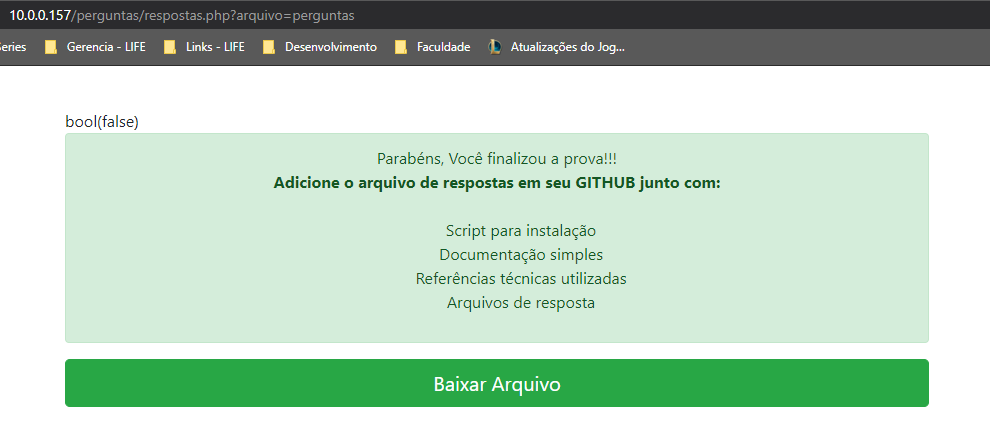 10.0.0.157/perguntas/respostas.php?arquivo=perguntas
eries Gerencia - LIFE Links - LIFE Desenvolvimento Faculdade Atualizações do Jog...
bool(false)
Parabéns, Você finalizou a prova!!!
Adicione o arquivo de respostas em seu GITHUB junto com:
Script para instalação
Documentação simples
Referências técnicas utilizadas
Arquivos de resposta
Baixar Arquivo